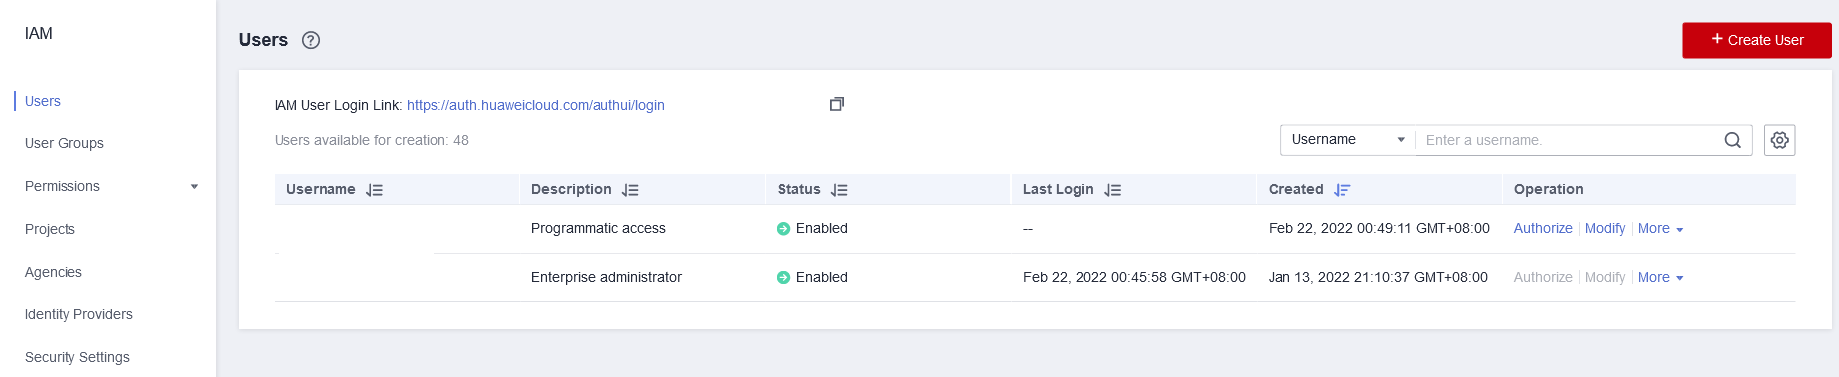 IAM
Users
User Groups
Permissions
Projects
Agencies
Identity Providers
Security Settings
Users ?
+ Create User
IAM User Login Link: https://auth.huaweicloud.com/authui/login
Users available for creation: 48
Username Enter a username.
Username Description Status Last Login Created Operation
Programmatic access Enabled -- Feb 22, 2022 00:49:11 GMT+08:00 Authorize Modify More
Enterprise administrator Enabled Feb 22, 2022 00:45:58 GMT+08:00 Jan 13, 2022 21:10:37 GMT+08:00 Authorize Modify More